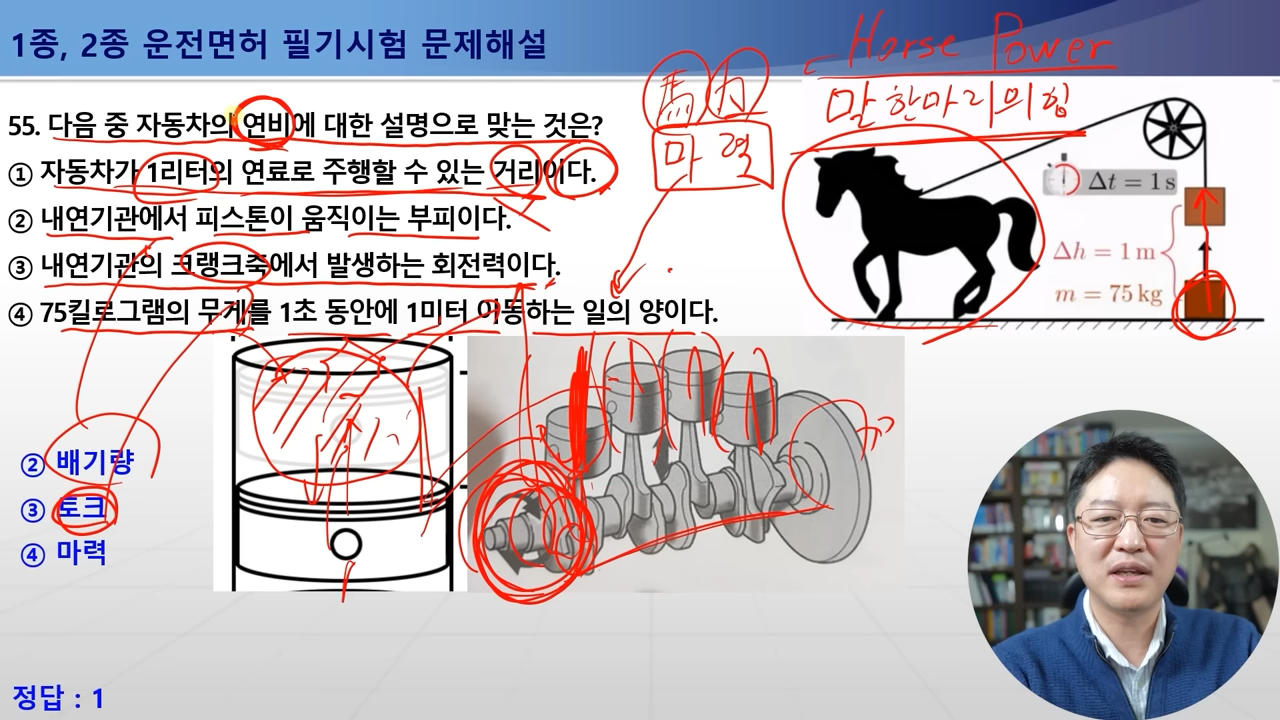 1종, 2종 운전면허 필기시험 문제해설
Horse Power
말 한마리의 힘
馬力
마력
55. 다음 중 자동차의 연비에 대한 설명으로 맞는 것은?
① 자동차가 1리터의 연료로 주행할 수 있는 거리이다.
② 내연기관에서 피스톤이 움직이는 부피이다.
③ 내연기관의 크랭크축에서 발생하는 회전력이다.
④ 75킬로그램의 무게를 1초 동안에 1미터 이동하는 일의 양이다.
Δt = 1 s
Δh = 1 m
m = 75 kg
② 배기량
③ 토크
④ 마력
정답 : 1